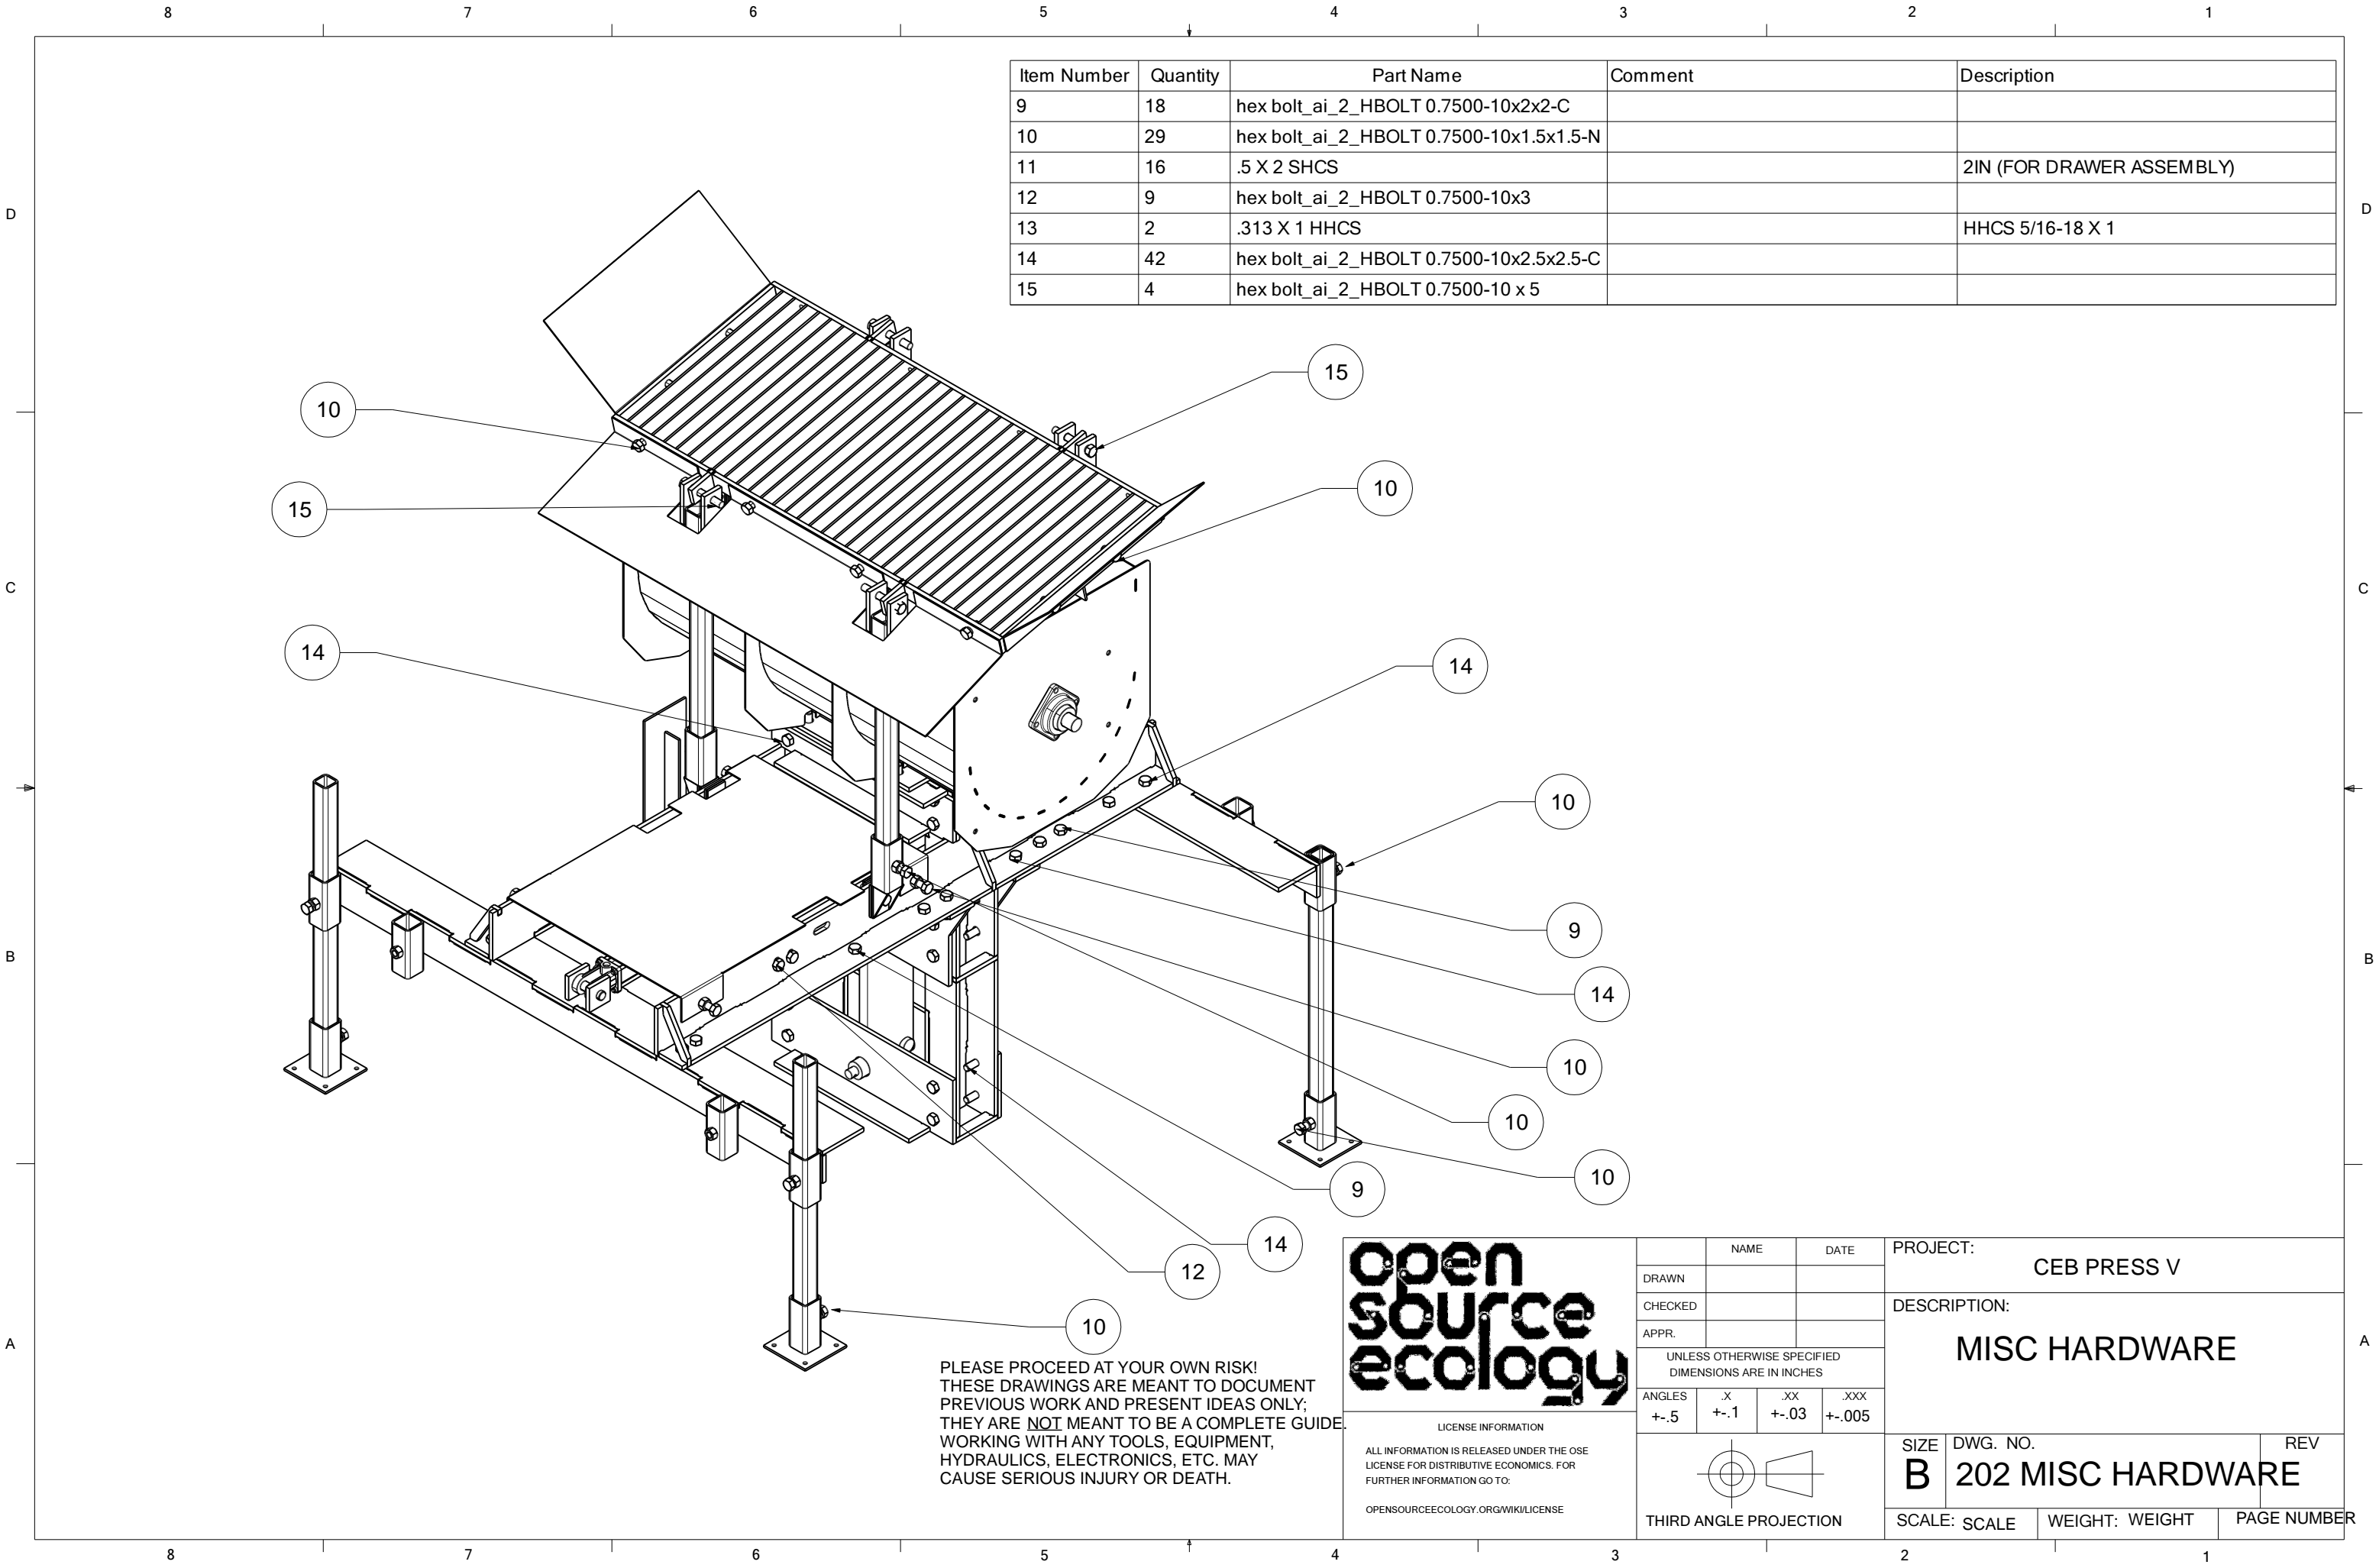 8 7 6 5 4 3 2 1
Item Number Quantity Part Name Comment Description
9 18 hex bolt_ai_2_HBOLT 0.7500-10x2x2-C
10 29 hex bolt_ai_2_HBOLT 0.7500-10x1.5x1.5-N
11 16 .5 X 2 SHCS 2IN (FOR DRAWER ASSEMBLY)
12 9 hex bolt_ai_2_HBOLT 0.7500-10x3
13 2 .313 X 1 HHCS HHCS 5/16-18 X 1
14 42 hex bolt_ai_2_HBOLT 0.7500-10x2.5x2.5-C
15 4 hex bolt_ai_2_HBOLT 0.7500-10 x 5
D D
15
10
10
15
C C
14
14
10
9
B B
14
10
10
10
9
14
12
10
A A
PLEASE PROCEED AT YOUR OWN RISK!
THESE DRAWINGS ARE MEANT TO DOCUMENT
PREVIOUS WORK AND PRESENT IDEAS ONLY;
THEY ARE NOT MEANT TO BE A COMPLETE GUIDE.
WORKING WITH ANY TOOLS, EQUIPMENT,
HYDRAULICS, ELECTRONICS, ETC. MAY
CAUSE SERIOUS INJURY OR DEATH.
open
source
ecology
LICENSE INFORMATION
ALL INFORMATION IS RELEASED UNDER THE OSE
LICENSE FOR DISTRIBUTIVE ECONOMICS. FOR
FURTHER INFORMATION GO TO:
OPENSOURCEECOLOGY.ORG/WIKI/LICENSE
NAME DATE
DRAWN
CHECKED
APPR.
UNLESS OTHERWISE SPECIFIED
DIMENSIONS ARE IN INCHES
ANGLES .X .XX .XXX
+-.5 +-.1 +-.03 +-.005
THIRD ANGLE PROJECTION
PROJECT:
CEB PRESS V
DESCRIPTION:
MISC HARDWARE
SIZE DWG. NO. REV
B 202 MISC HARDWARE
SCALE: SCALE WEIGHT: WEIGHT PAGE NUMBER
8 7 6 5 4 3 2 1